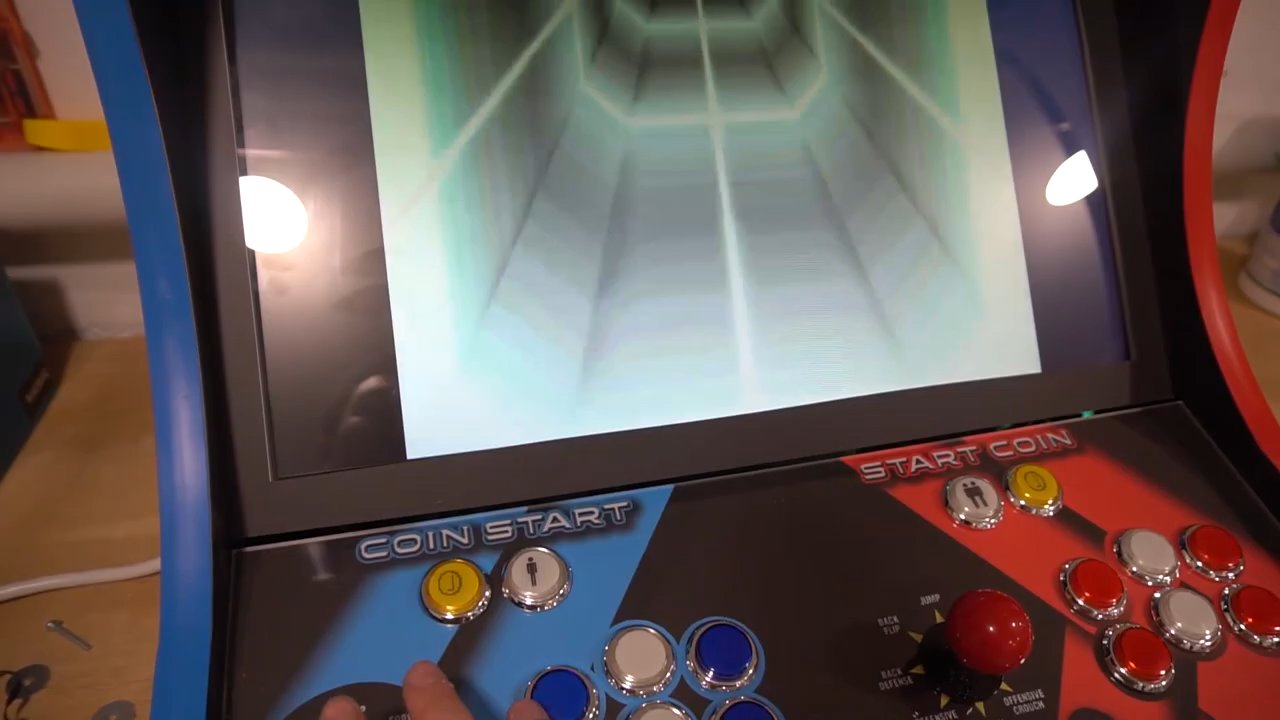 START COIN
COIN START
JUMP
BACK
FLIP
BACK
DEFENSE
OFFENSIVE
CROUCH